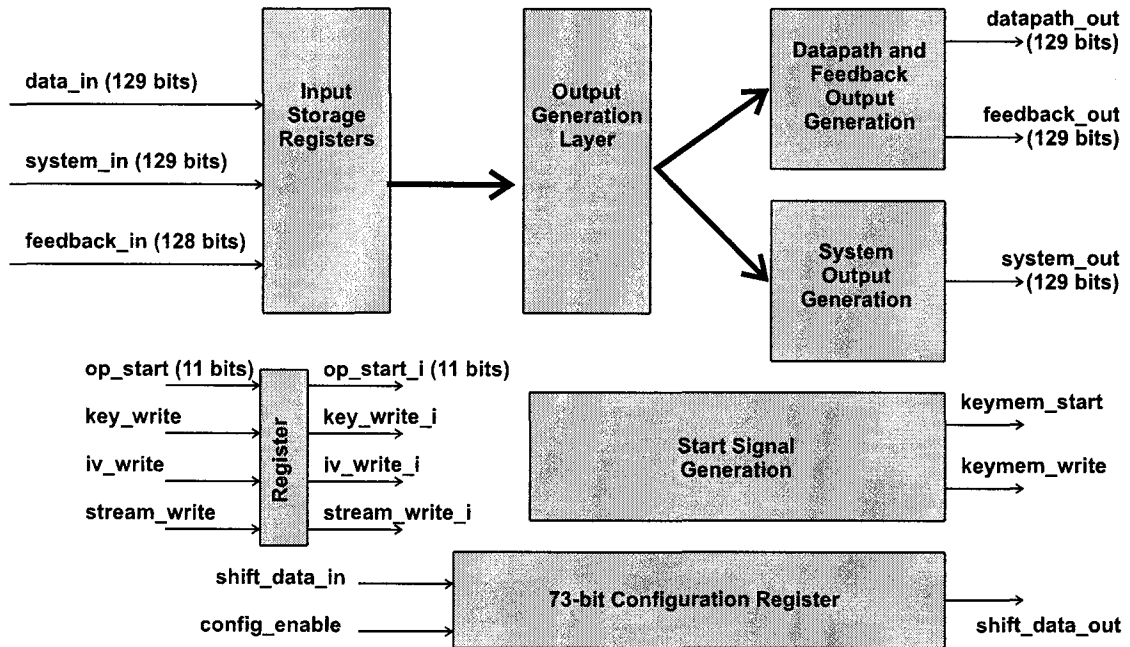 data_in (129 bits)
system_in (129 bits)
feedback_in (128 bits)
Input
Storage
Registers
Output
Generation
Layer
Datapath and
Feedback
Output
Generation
datapath_out
(129 bits)
feedback_out
(129 bits)
System
Output
Generation
system_out
(129 bits)
op_start (11 bits)
key_write
iv_write
stream_write
Register
op_start_i (11 bits)
key_write_i
iv_write_i
stream_write_i
Start Signal
Generation
keymem_start
keymem_write
shift_data_in
config_enable
73-bit Configuration Register
shift_data_out